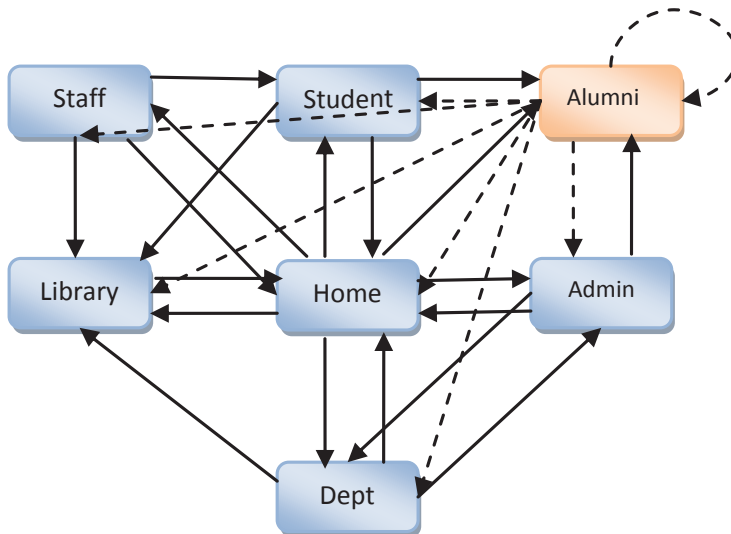 Staff
Student
Alumni
Library
Home
Admin
Dept